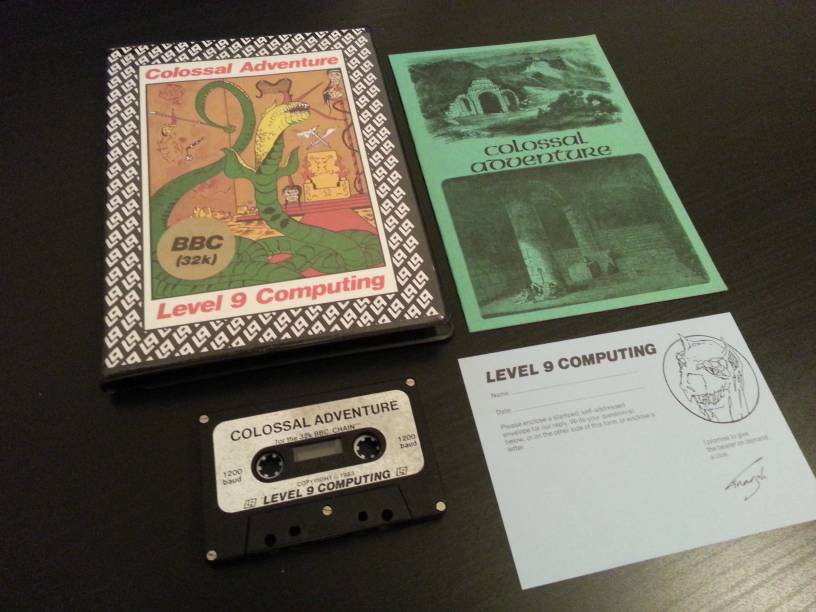 Colossal Adventure
BBC
(32k)
Level 9 Computing
colossal
adventure
COLOSSAL ADVENTURE
for the 32k BBC CHAIN""
1200
baud
1200
baud
COPYRIGHT © 1983
LEVEL 9 COMPUTING
LEVEL 9 COMPUTING
Name
Date
Please enclose a stamped, self-addressed
envelope for our reply. Write your question(s)
below, or on the other side of this form, or enclose a
letter.
I promise to give
the bearer on demand
a clue.